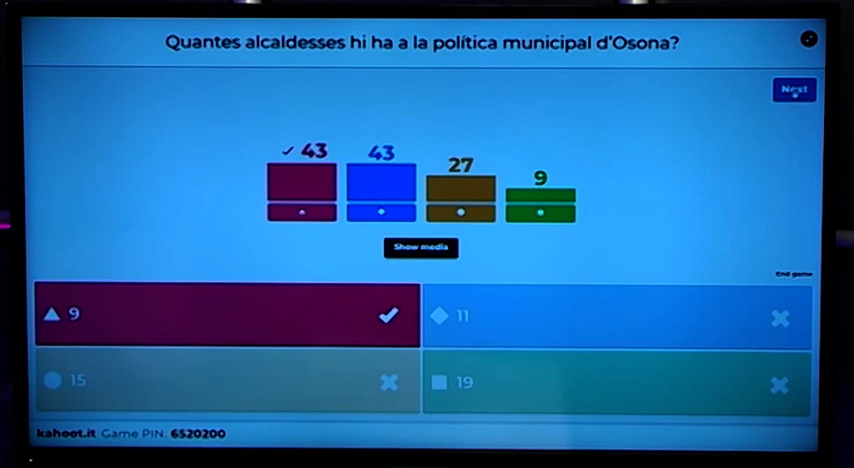 Quantes alcaldesses hi ha a la política municipal d'Osona?
Next
43 43 27 9
Show media
End game
9
11
15
19
kahoot.it Game PIN: 6520200